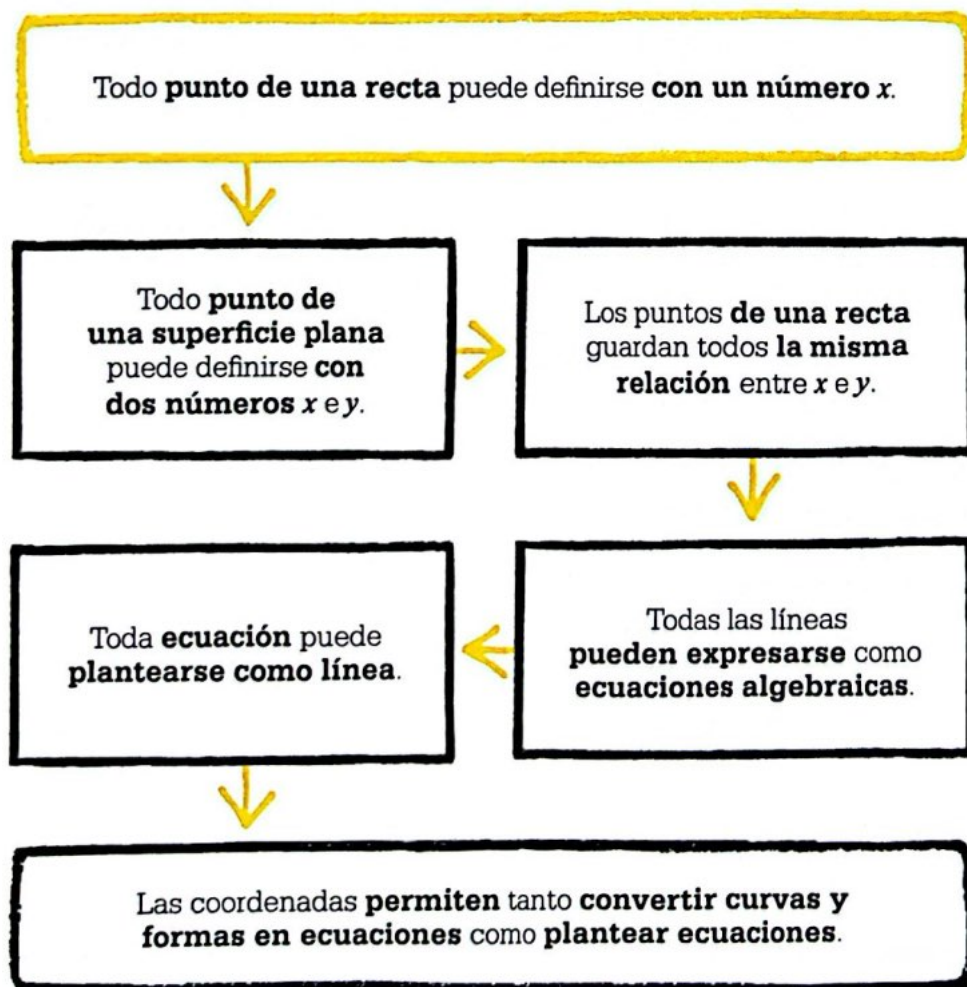 Todo punto de una recta puede definirse con un número x.
Todo punto de
una superficie plana
puede definirse con
dos números x e y.
Los puntos de una recta
guardan todos la misma
relación entre x e y.
Todas las líneas
pueden expresarse como
ecuaciones algebraicas.
Toda ecuación puede
plantearse como línea.
Las coordenadas permiten tanto convertir curvas y
formas en ecuaciones como plantear ecuaciones.